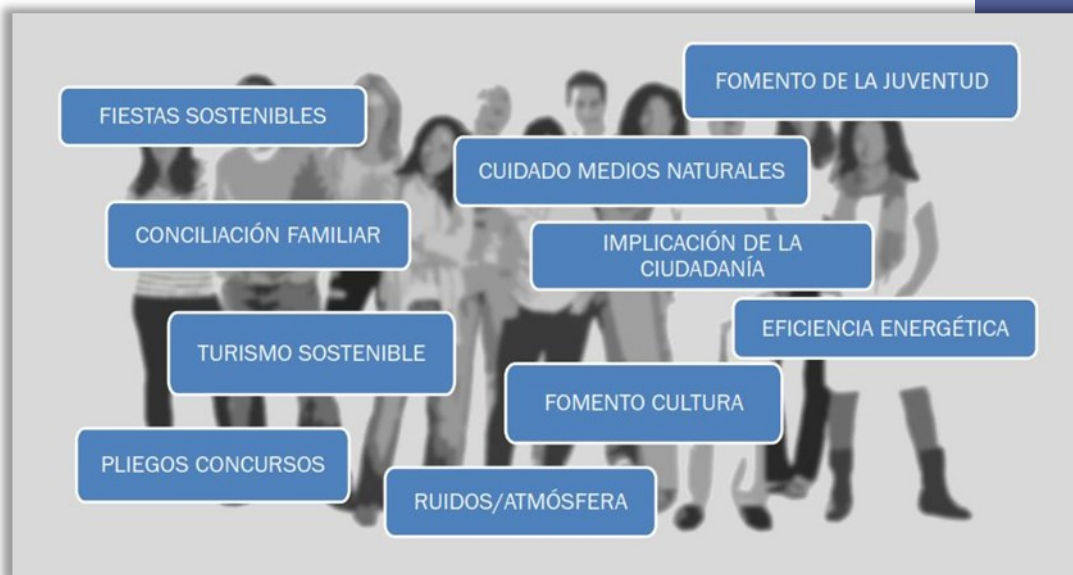 FOMENTO DE LA JUVENTUD
FIESTAS SOSTENIBLES
CUIDADO MEDIOS NATURALES
CONCILIACIÓN FAMILIAR
IMPLICACIÓN DE LA
CIUDADANÍA
EFICIENCIA ENERGÉTICA
TURISMO SOSTENIBLE
FOMENTO CULTURA
PLIEGOS CONCURSOS
RUIDOS/ATMÓSFERA